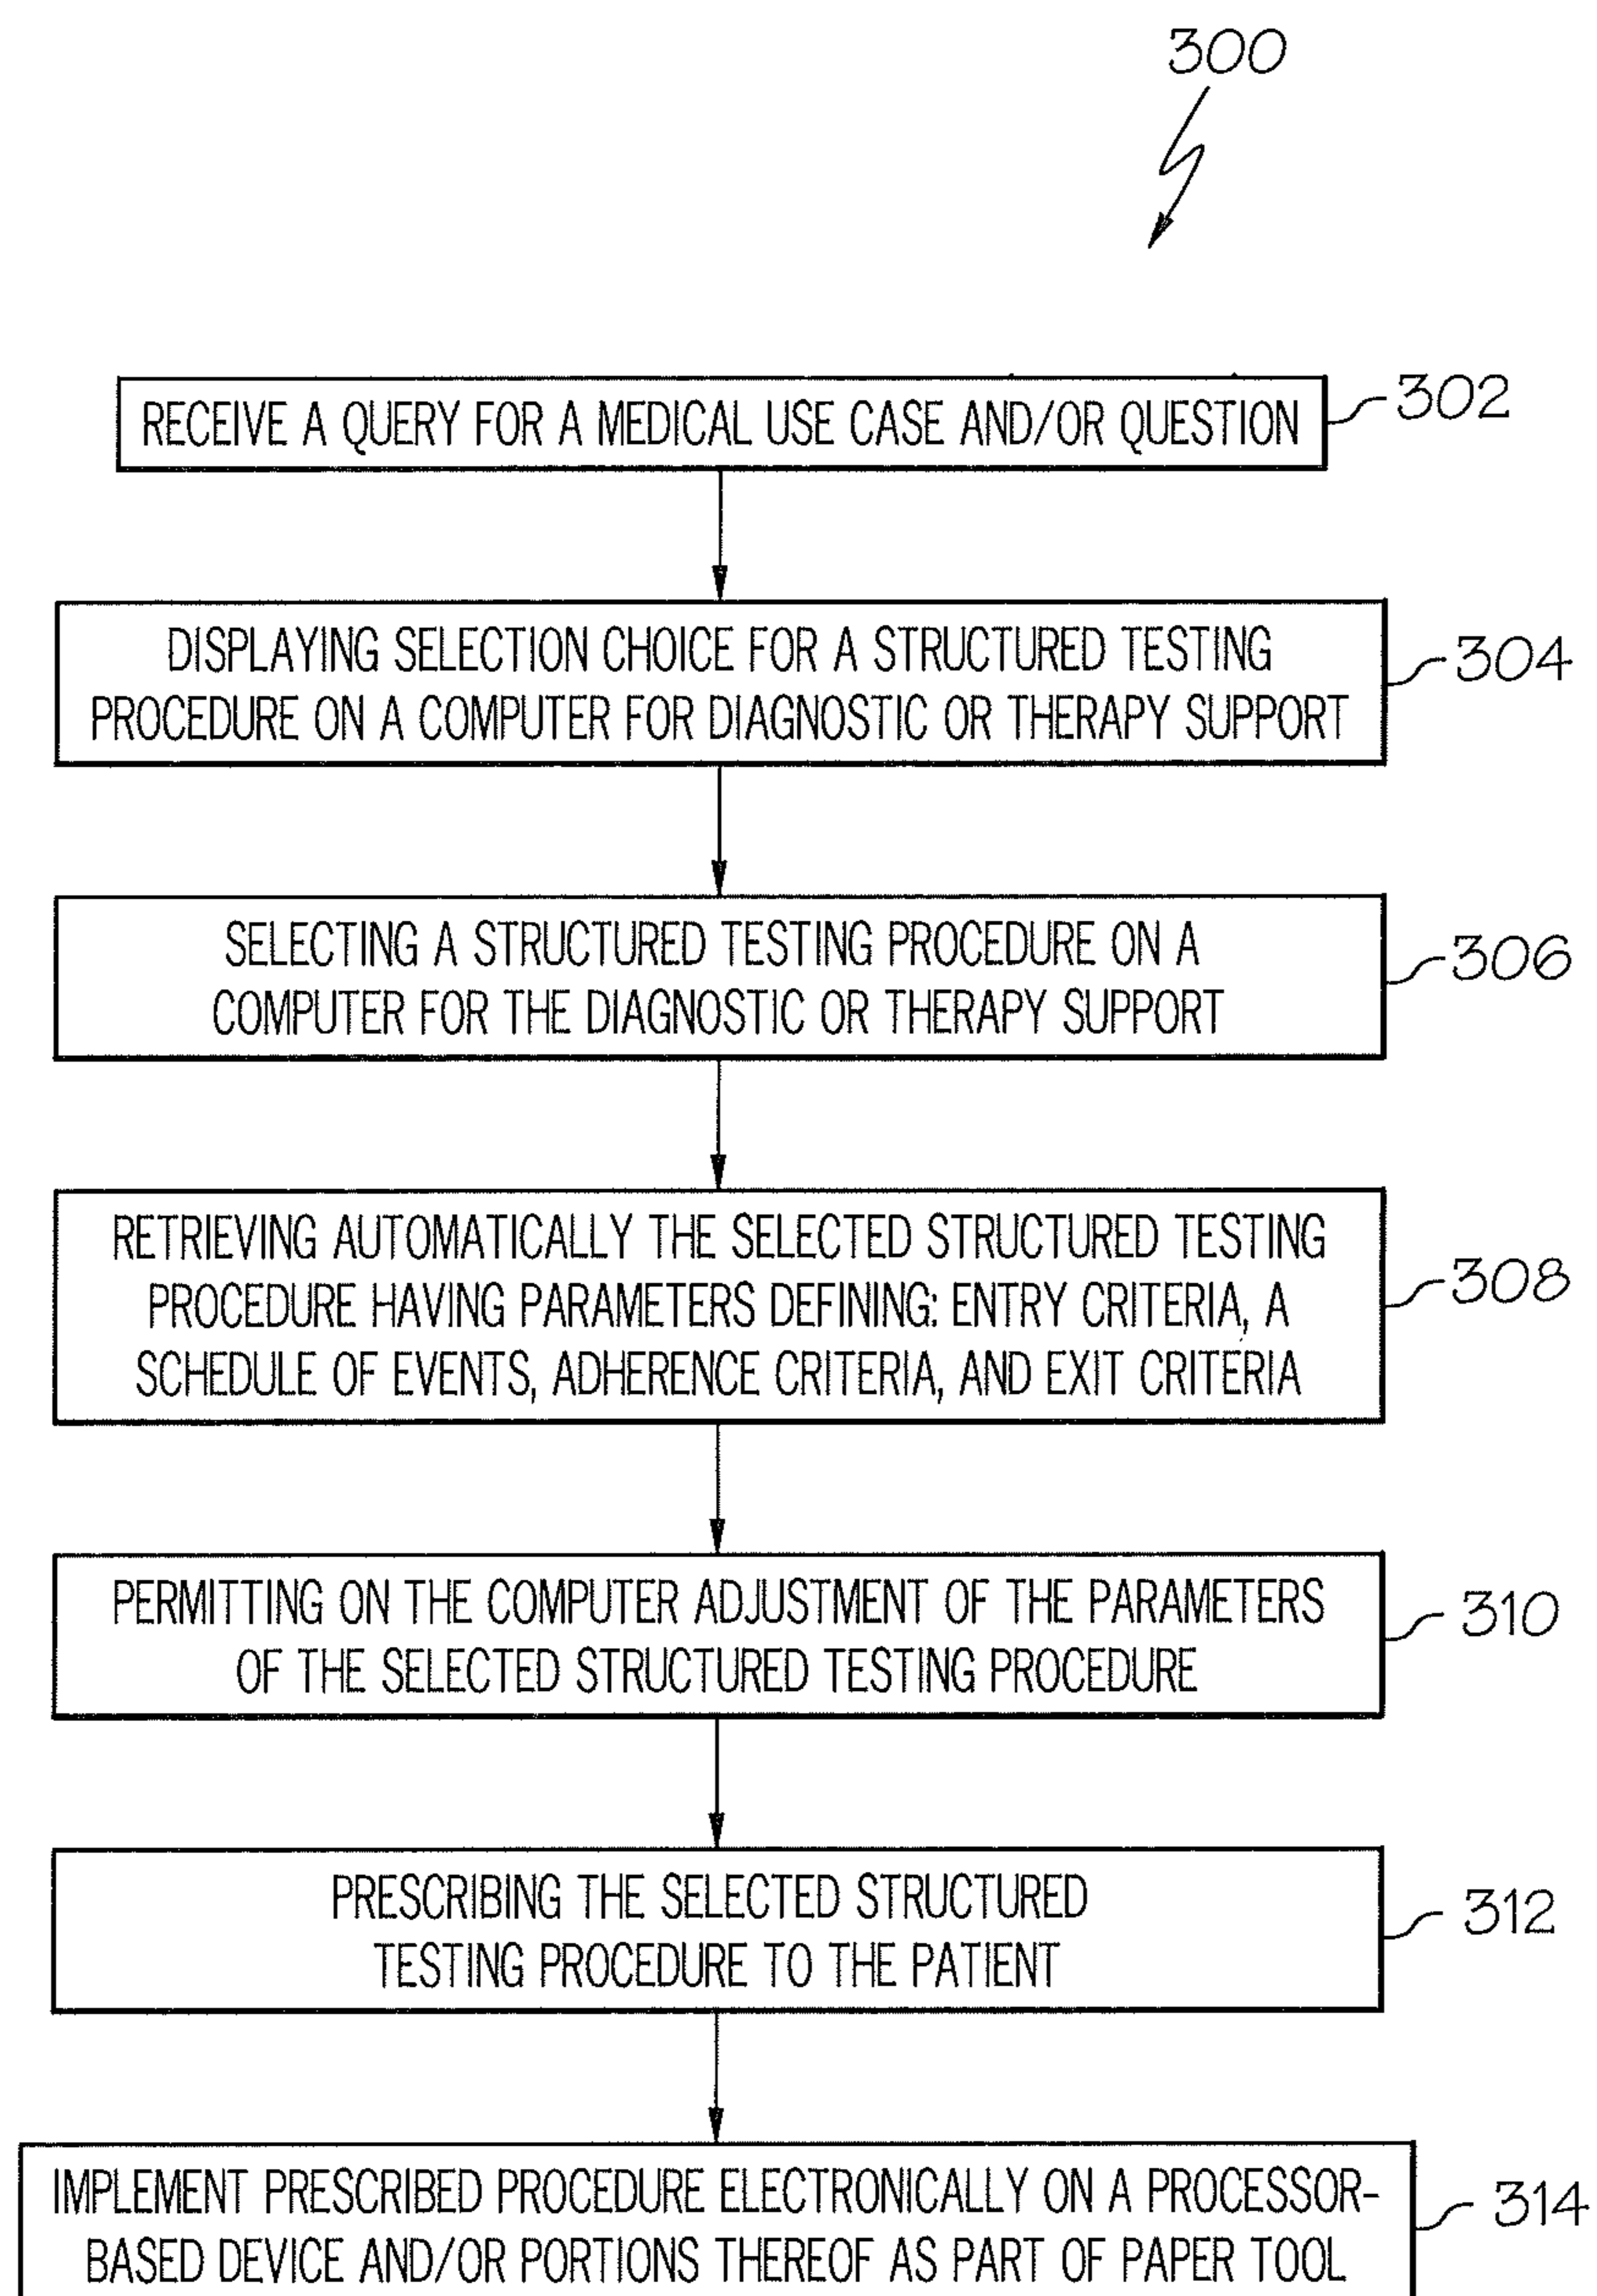 300
RECEIVE A QUERY FOR A MEDICAL USE CASE AND/OR QUESTION
302
DISPLAYING SELECTION CHOICE FOR A STRUCTURED TESTING
PROCEDURE ON A COMPUTER FOR DIAGNOSTIC OR THERAPY SUPPORT
304
SELECTING A STRUCTURED TESTING PROCEDURE ON A
COMPUTER FOR THE DIAGNOSTIC OR THERAPY SUPPORT
306
RETRIEVING AUTOMATICALLY THE SELECTED STRUCTURED TESTING
PROCEDURE HAVING PARAMETERS DEFINING: ENTRY CRITERIA, A
SCHEDULE OF EVENTS, ADHERENCE CRITERIA, AND EXIT CRITERIA
308
PERMITTING ON THE COMPUTER ADJUSTMENT OF THE PARAMETERS
OF THE SELECTED STRUCTURED TESTING PROCEDURE
310
PRESCRIBING THE SELECTED STRUCTURED
TESTING PROCEDURE TO THE PATIENT
312
IMPLEMENT PRESCRIBED PROCEDURE ELECTRONICALLY ON A PROCESSOR-
BASED DEVICE AND/OR PORTIONS THEREOF AS PART OF PAPER TOOL
314